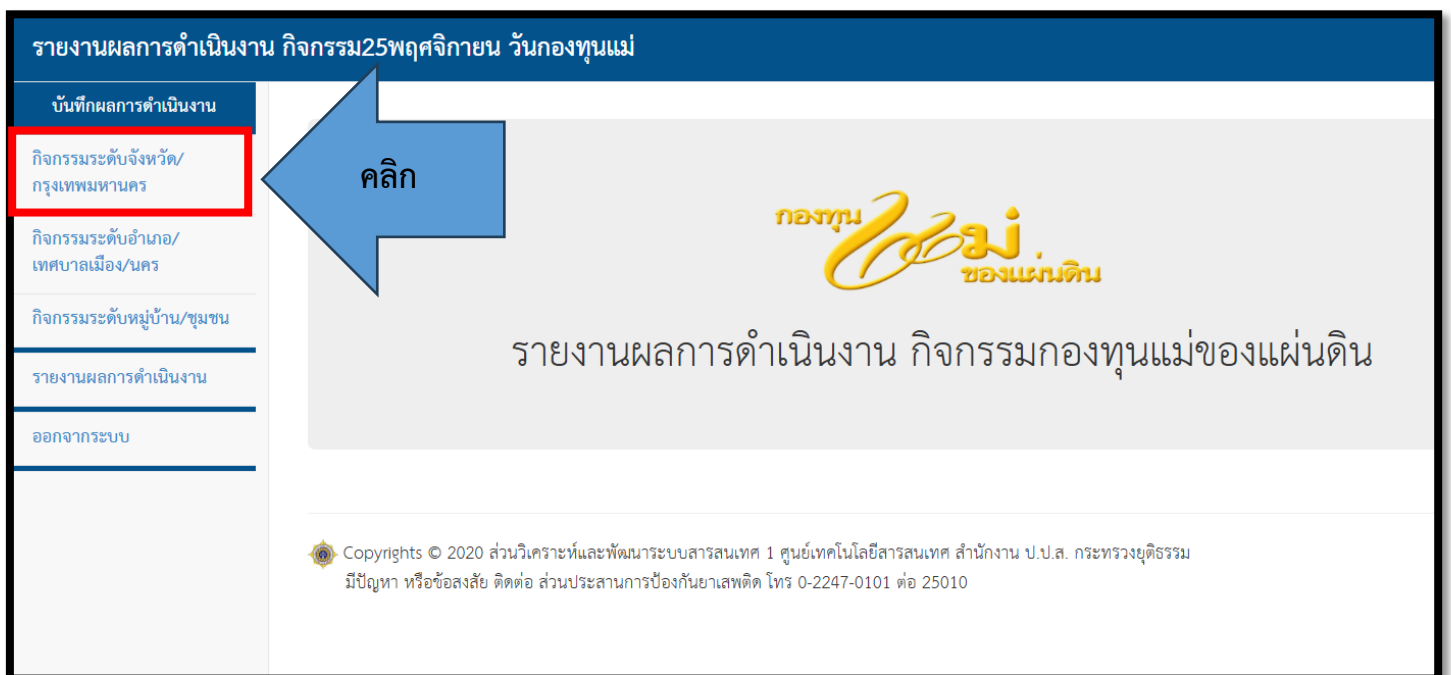 รายงานผลการดำเนินงาน กิจกรรม25พฤศจิกายน วันกองทุนแม่
บันทึกผลการดำเนินงาน
กิจกรรมระดับจังหวัด/
กรุงเทพมหานคร
คลิก
กิจกรรมระดับอำเภอ/
เทศบาลเมือง/นคร
กิจกรรมระดับหมู่บ้าน/ชุมชน
รายงานผลการดำเนินงาน
ออกจากระบบ
กองทุน
แม่
ของแผ่นดิน
รายงานผลการดำเนินงาน กิจกรรมกองทุนแม่ของแผ่นดิน
Copyrights © 2020 ส่วนวิเคราะห์และพัฒนาระบบสารสนเทศ 1 ศูนย์เทคโนโลยีสารสนเทศ สำนักงาน ป.ป.ส. กระทรวงยุติธรรม
มีปัญหา หรือข้อสงสัย ติดต่อ ส่วนประสานการป้องกันยาเสพติด โทร 0-2247-0101 ต่อ 25010